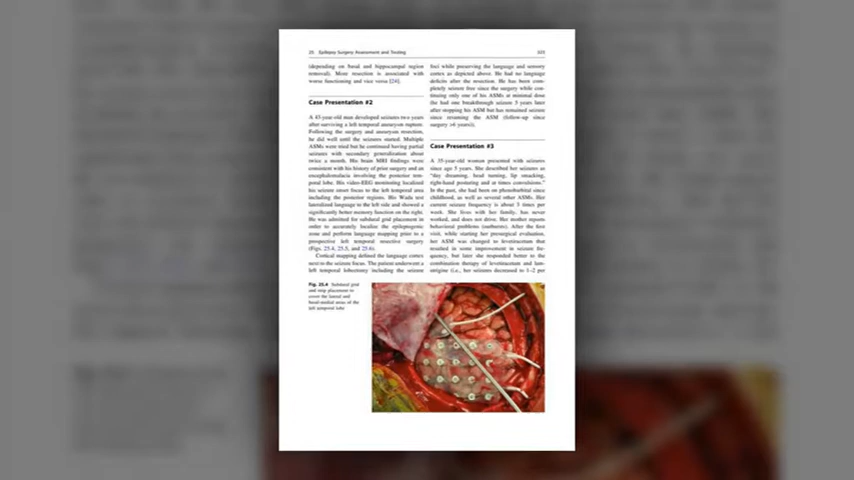 25 Epilepsy Surgery Assessment and Testing
(depending on basal and hippocampal region
removal). More resection is associated with
worse functioning and vice versa [24].
Case Presentation #2
A 45-year-old man developed seizures two years
after surviving a left temporal aneurysm rupture.
Following the surgery and aneurysm resection,
he did well until the seizures started. Multiple
ASMs were tried but he continued having partial
seizures with secondary generalization about
twice a month. His brain MRI findings were
consistent with his history of prior surgery and an
encephalomalacia involving the posterior tem-
poral lobe. His video-EEG monitoring localized
his seizure onset focus to the left temporal area
including the posterior regions. His Wada test
lateralized language to the left side and showed a
significantly better memory function on the right.
He was admitted for subdural grid placement in
order to accurately localize the epileptogenic
zone and perform language mapping prior to a
prospective left temporal resective surgery
(Figs. 25.4, 25.5, and 25.6).
Cortical mapping defined the language cortex
next to the seizure focus. The patient underwent a
left temporal lobectomy including the seizure
foci while preserving the language and sensory
cortex as depicted above. He had no language
deficits after the resection. He has been com-
pletely seizure free since the surgery while con-
tinuing only one of his ASMs at minimal dose
(he had one breakthrough seizure 5 years later
after stopping his ASM but has remained seizure
since resuming the ASM (follow-up since
surgery >6 years)).
Case Presentation #3
A 35-year-old woman presented with seizures
since age 5 years. She described her seizures as
"day dreaming, head turning, lip smacking,
right-hand posturing and at times convulsions."
In the past, she had been on phenobarbital since
childhood, as well as several other ASMs. Her
current seizure frequency is about 3 times per
week. She lives with her family, has never
worked, and does not drive. Her mother reports
behavioral problems (outbursts). After the first
visit, while starting her presurgical evaluation,
her ASM was changed to levetiracetam that
resulted in some improvement in seizure fre-
quency, but later she responded better to the
combination therapy of levetiracetam and lam-
otrigine (i.e., her seizures decreased to 1–2 per
Fig. 25.4 Subdural grid
and strip placement to
cover the lateral and
basal-medial areas of the
left temporal lobe